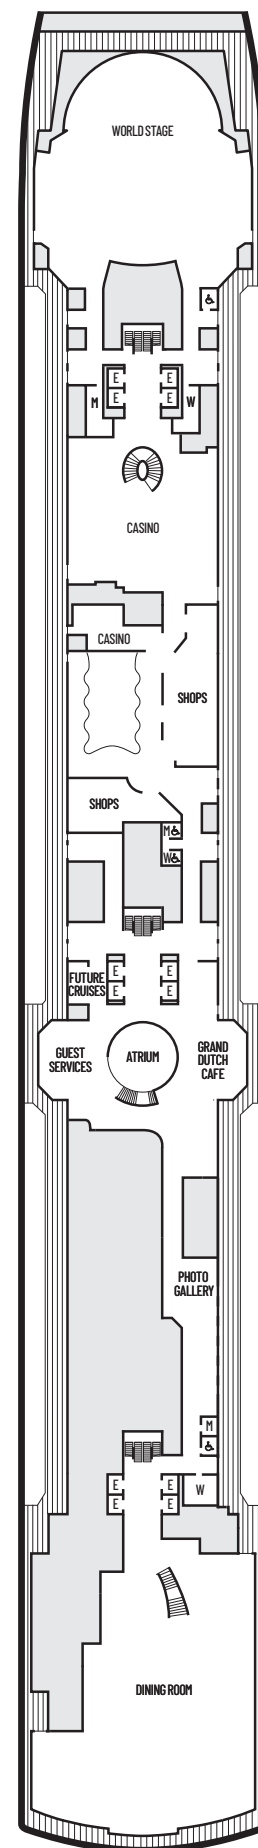 WORLD STAGE
E E
E E
M W
CASINO
CASINO
SHOPS
SHOPS
M
W
E E
E E
FUTURE
CRUISES
GUEST
SERVICES
ATRIUM
GRAND
DUTCH
CAFE
PHOTO
GALLERY
M
E E
E E
W
DINING ROOM